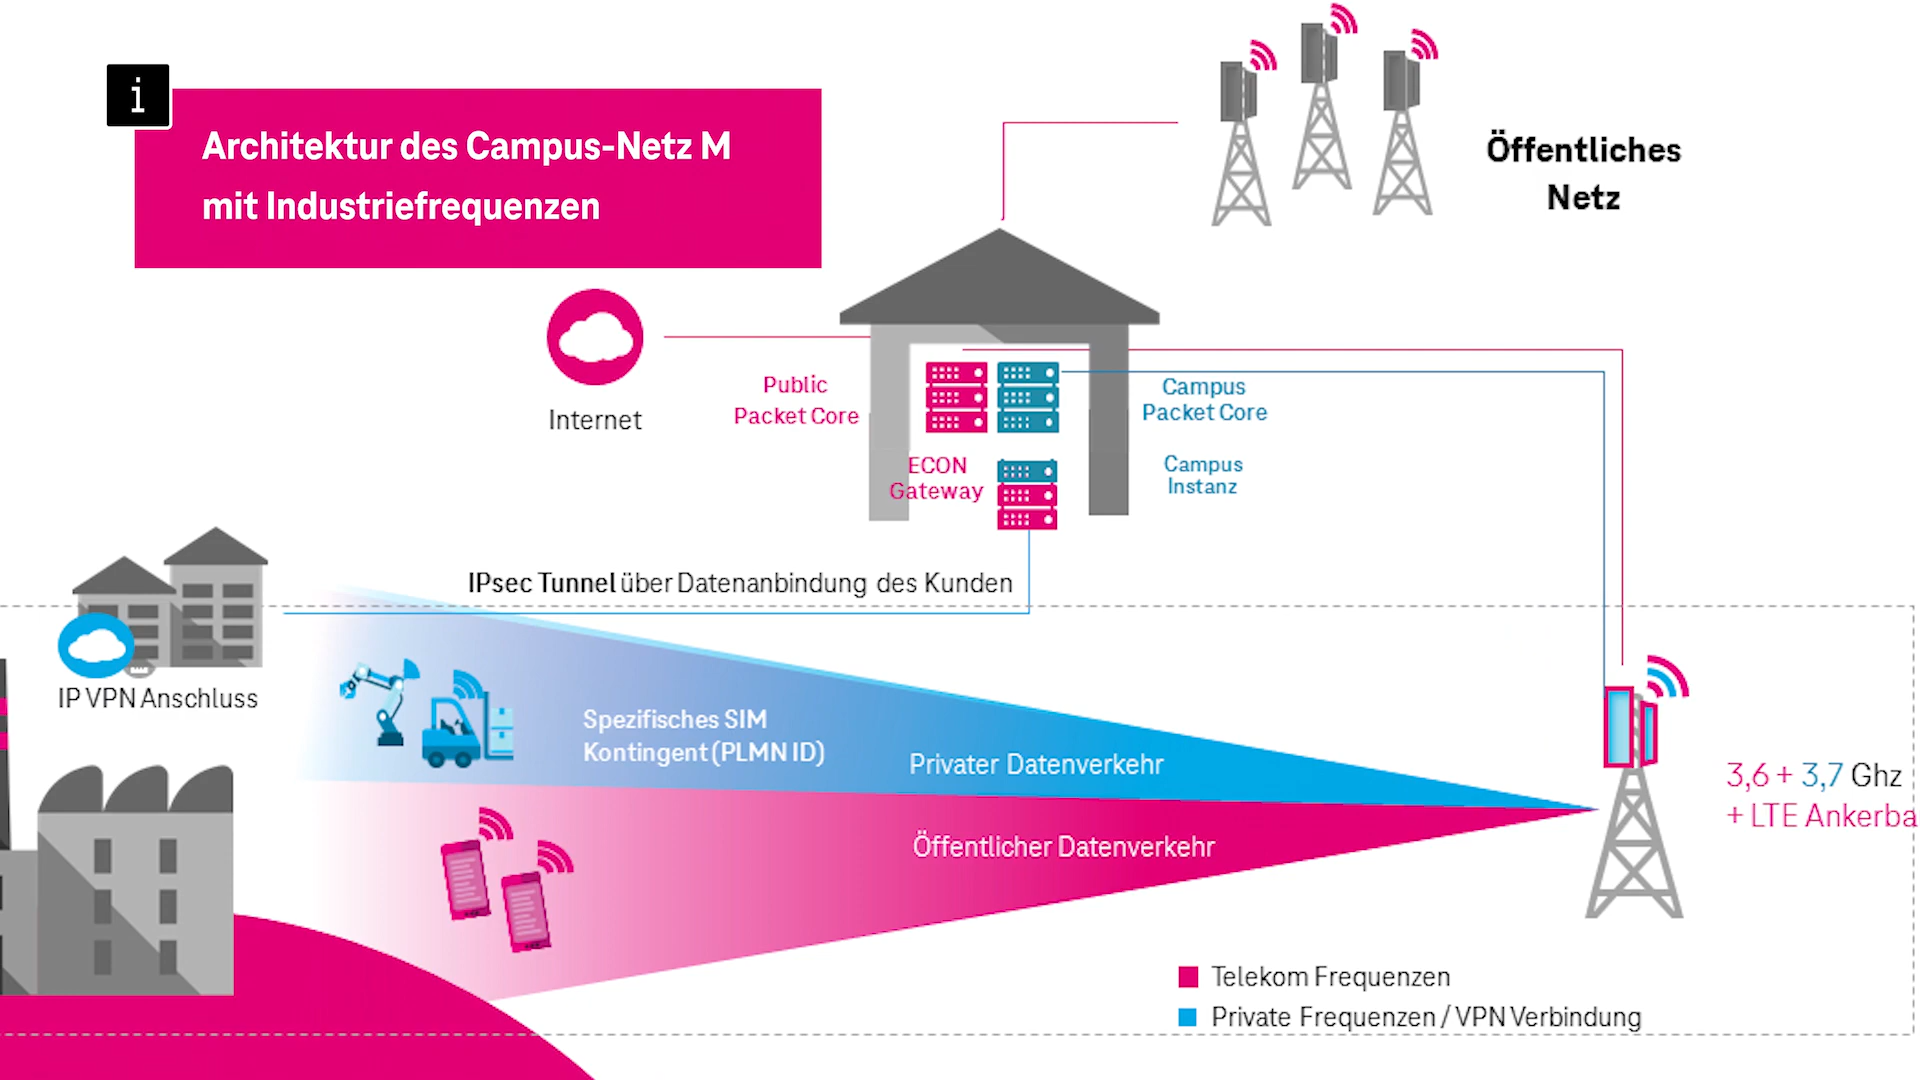 i
Architektur des Campus-Netz M
mit Industriefrequenzen
Öffentliches
Netz
Internet
Public
Packet Core
Campus
Packet Core
ECON
Gateway
Campus
Instanz
IPsec Tunnel über Datenanbindung des Kunden
IP VPN Anschluss
Spezifisches SIM
Kontingent (PLMN ID)
Privater Datenverkehr
Öffentlicher Datenverkehr
3,6 + 3,7 Ghz
+ LTE Ankerba
Telekom Frequenzen
Private Frequenzen / VPN Verbindung